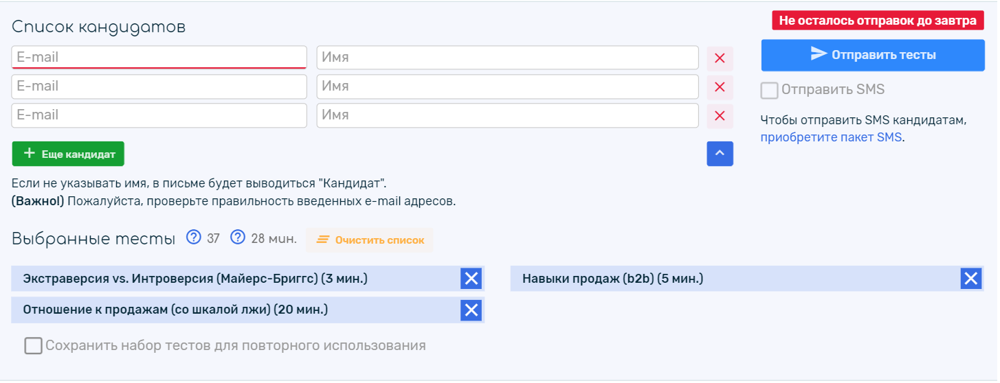 Список кандидатов
Не осталось отправок до завтра
E-mail
Имя
Отправить тесты
E-mail
Имя
Отправить SMS
E-mail
Имя
Чтобы отправить SMS кандидатам,
приобретите пакет SMS.
Еще кандидат
Если не указывать имя, в письме будет выводиться "Кандидат".
(Важно!) Пожалуйста, проверьте правильность введенных e-mail адресов.
Выбранные тесты 37 28 мин. Очистить список
Экстраверсия vs. Интроверсия (Майерс-Бриггс) (3 мин.)
Навыки продаж (b2b) (5 мин.)
Отношение к продажам (со шкалой лжи) (20 мин.)
Сохранить набор тестов для повторного использования